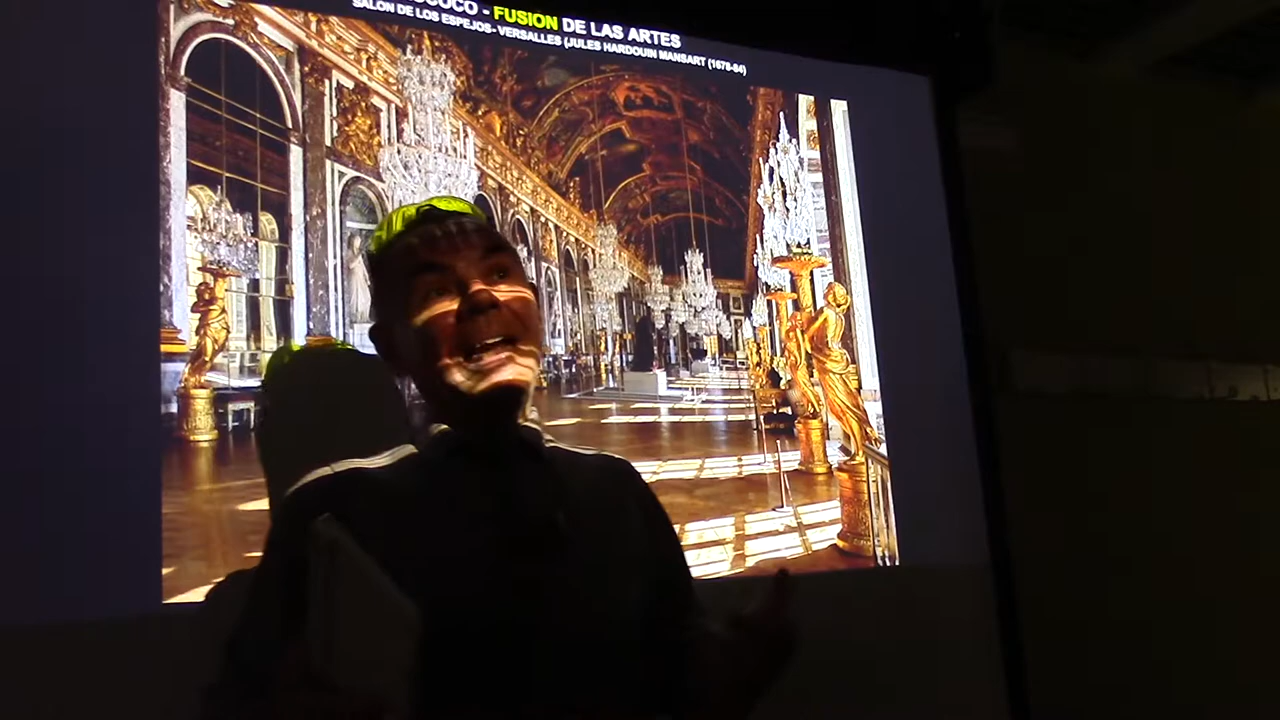 - FUSION DE LAS ARTES
SALON DE LOS ESPEJOS- VERSALLES (JULES HARDOUIN MANSART (1678-84)